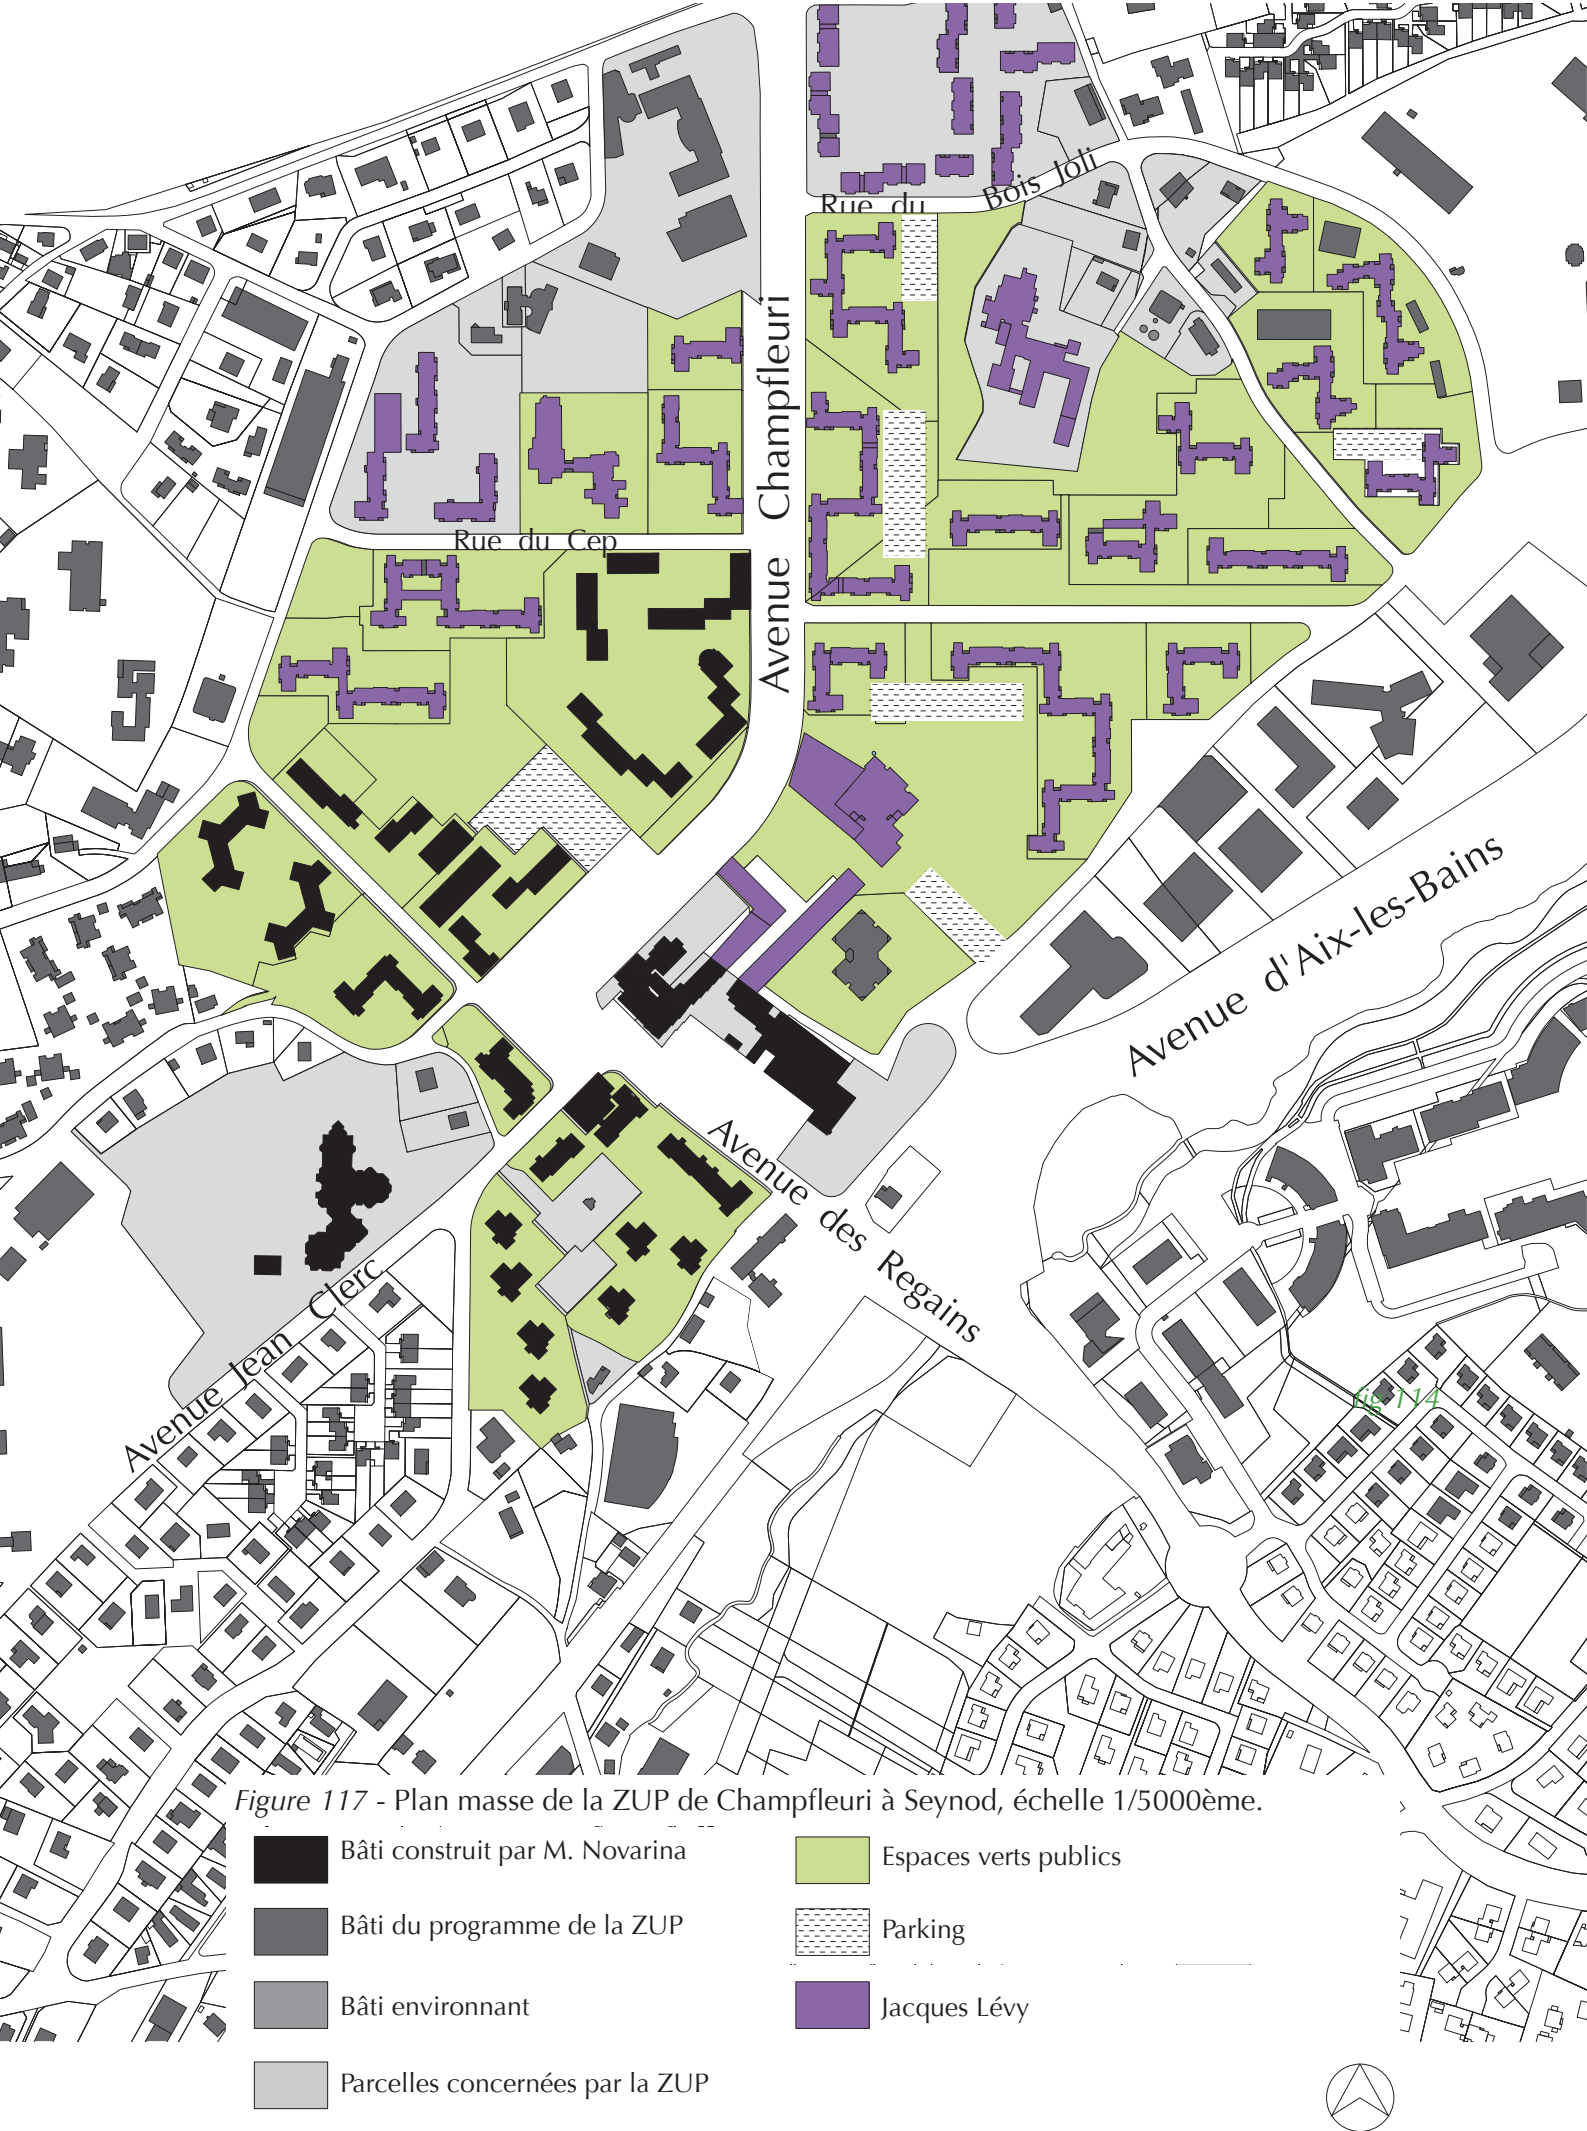 Rue du Bois Joli
Avenue Champfleuri
Rue du Cep
Avenue d'Aix-les-Bains
Avenue des Regains
Avenue Jean Clerc
fig 114
Figure 117 - Plan masse de la ZUP de Champfleuri à Seynod, échelle 1/5000ème.
Bâti construit par M. Novarina
Bâti du programme de la ZUP
Bâti environnant
Parcelles concernées par la ZUP
Espaces verts publics
Parking
Jacques Lévy